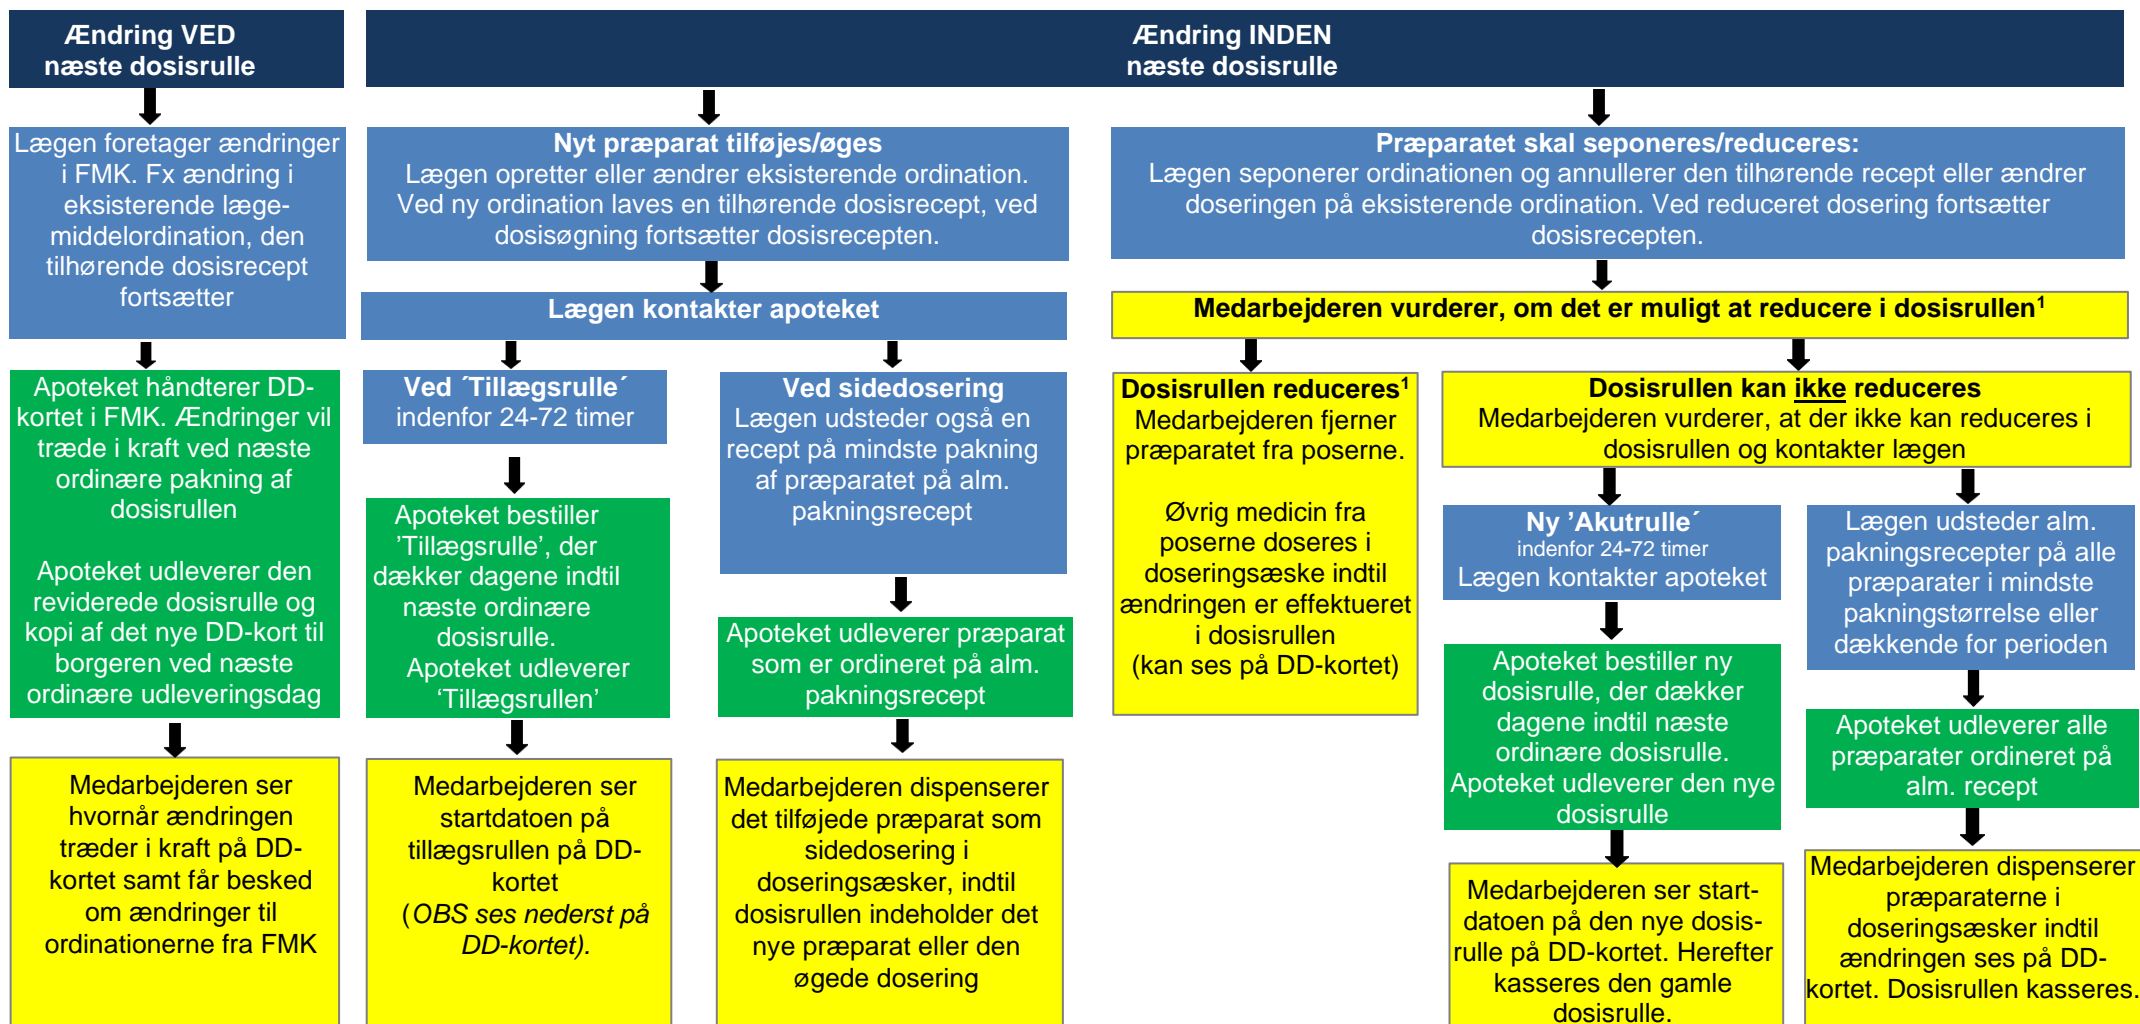 Ændring VED
næste dosisrulle
Ændring INDEN
næste dosisrulle
Lægen foretager ændringer
i FMK. Fx ændring i
eksisterende læge-
middelordination, den
tilhørende dosisrecept
fortsætter
Apoteket håndterer DD-
kortet i FMK. Ændringer vil
træde i kraft ved næste
ordinære pakning af
dosisrullen
Apoteket udleverer den
reviderede dosisrulle og
kopi af det nye DD-kort til
borgeren ved næste
ordinære udleveringsdag
Medarbejderen ser
hvornår ændringen
træder i kraft på DD-
kortet samt får besked
om ændringer til
ordinationerne fra FMK
Nyt præparat tilføjes/øges
Lægen opretter eller ændrer eksisterende ordination.
Ved ny ordination laves en tilhørende dosisrecept, ved
dosisøgning fortsætter dosisrecepten.
Lægen kontakter apoteket
Ved ´Tillægsrulle´
indenfor 24-72 timer
Apoteket bestiller
’Tillægsrulle’, der
dækker dagene indtil
næste ordinære
dosisrulle.
Apoteket udleverer
‘Tillægsrullen’
Medarbejderen ser
startdatoen på
tillægsrullen på DD-
kortet
(OBS ses nederst på
DD-kortet).
Ved sidedosering
Lægen udsteder også en
recept på mindste pakning
af præparatet på alm.
pakningsrecept
Apoteket udleverer præparat
som er ordineret på alm.
pakningsrecept
Medarbejderen dispenserer
det tilføjede præparat som
sidedosering i
doseringsæsker, indtil
dosisrullen indeholder det
nye præparat eller den
øgede dosering
Præparatet skal seponeres/reduceres:
Lægen seponerer ordinationen og annullerer den tilhørende recept eller ændrer
doseringen på eksisterende ordination. Ved reduceret dosering fortsætter
dosisrecepten.
Medarbejderen vurderer, om det er muligt at reducere i dosisrullen¹
Dosisrullen reduceres¹
Medarbejderen fjerner
præparatet fra poserne.
Øvrig medicin fra
poserne doseres i
doseringsæske indtil
ændringen er effektueret
i dosisrullen
(kan ses på DD-kortet)
Dosisrullen kan ikke reduceres
Medarbejderen vurderer, at der ikke kan reduceres i
dosisrullen og kontakter lægen
Ny ’Akutrulle´
indenfor 24-72 timer
Lægen kontakter apoteket
Apoteket bestiller ny
dosisrulle, der dækker
dagene indtil næste
ordinære dosisrulle.
Apoteket udleverer den nye
dosisrulle
Medarbejderen ser start-
datoen på den nye dosis-
rulle på DD-kortet. Herefter
kasseres den gamle
dosisrulle.
Lægen udsteder alm.
pakningsrecepter på alle
præparater i mindste
pakningstørrelse eller
dækkende for perioden
Apoteket udleverer alle
præparater ordineret på
alm. recept
Medarbejderen dispenserer
præparaterne i
doseringsæsker indtil
ændringen ses på DD-
kortet. Dosisrullen kasseres.